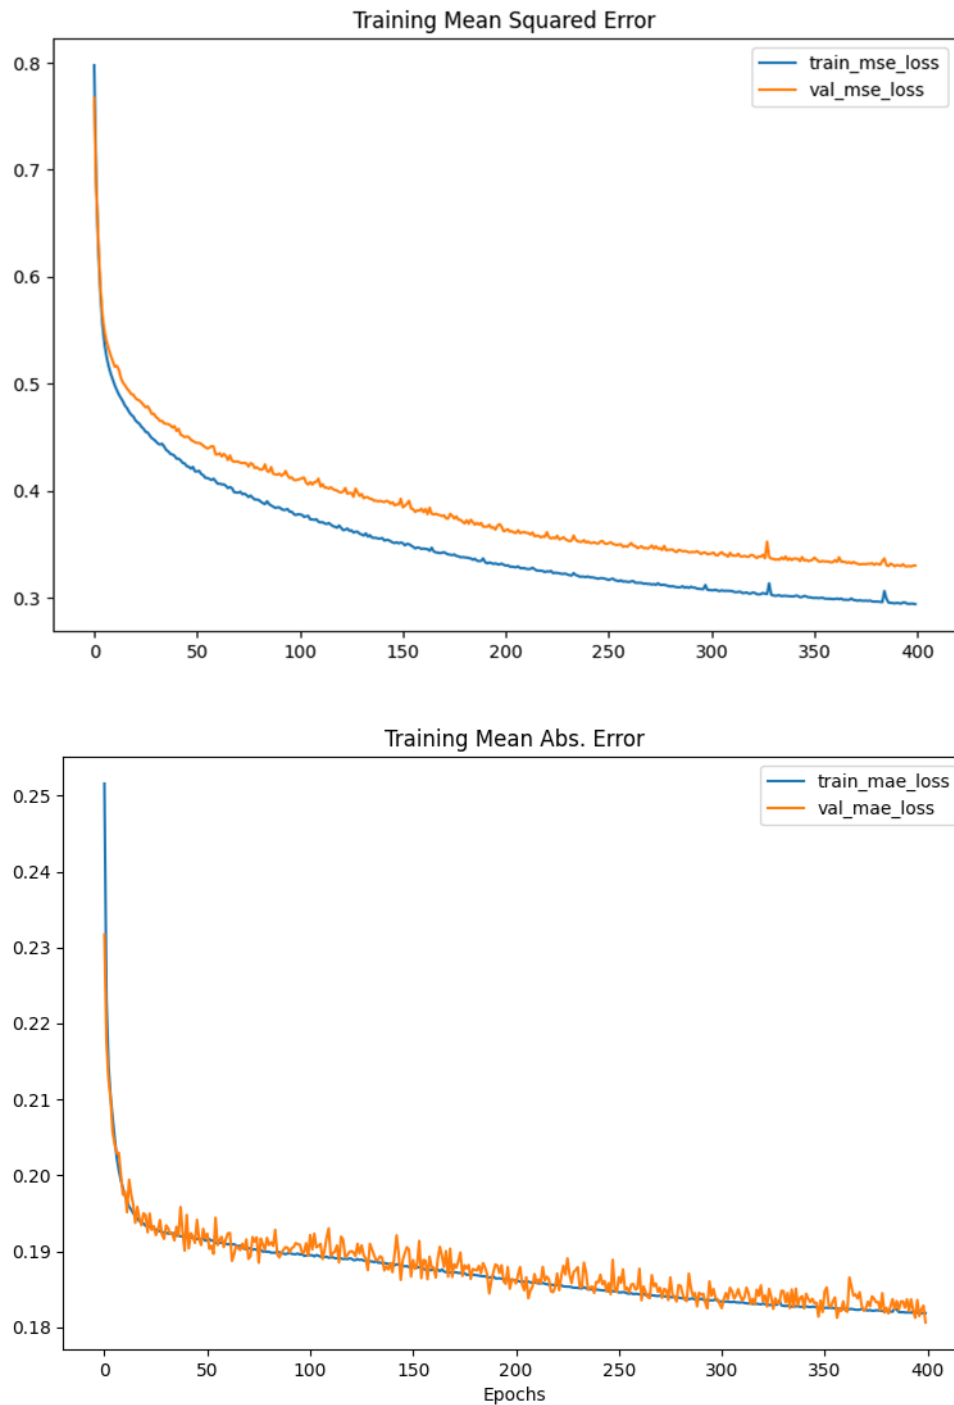 Training Mean Squared Error
train_mse_loss
val_mse_loss
0.8
0.7
0.6
0.5
0.4
0.3
0 50 100 150 200 250 300 350 400
Training Mean Abs. Error
train_mae_loss
val_mae_loss
0.25
0.24
0.23
0.22
0.21
0.20
0.19
0.18
0 50 100 150 200 250 300 350 400
Epochs